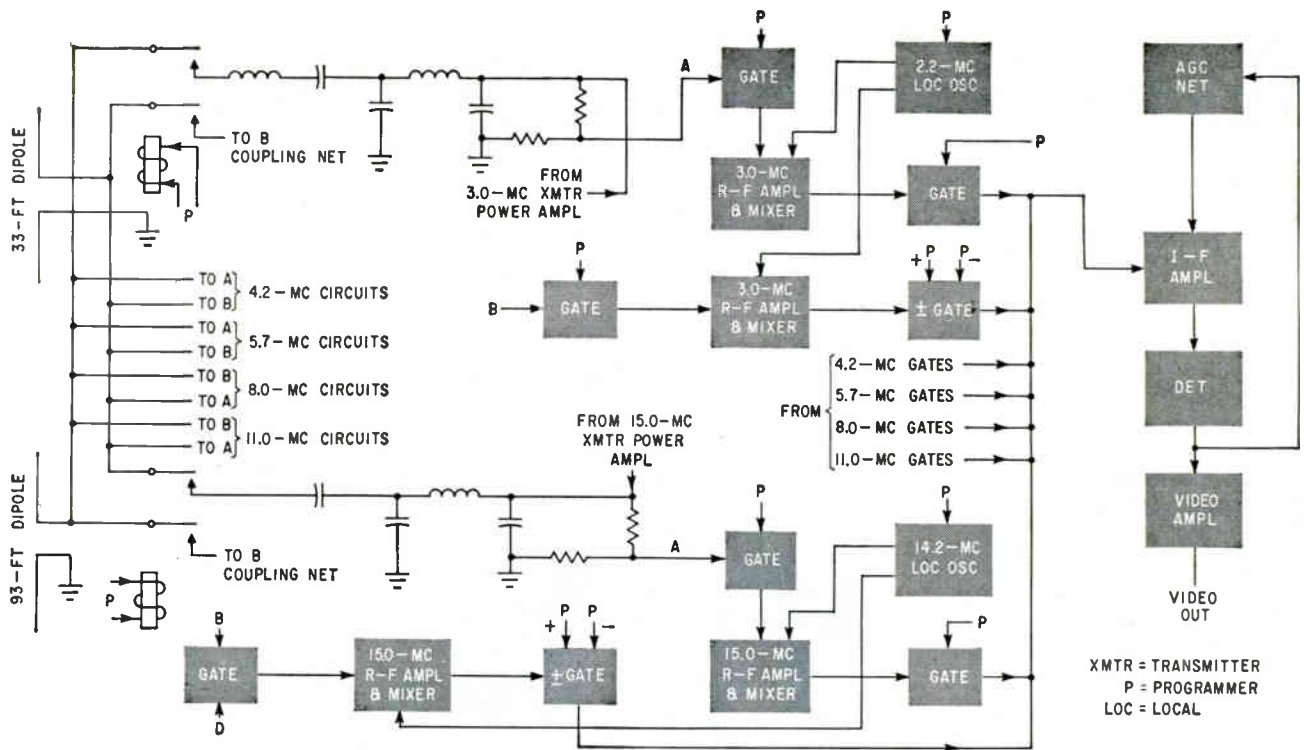 P
P
A
GATE
2.2-MC
LOC OSC
AGC
NET
33-FT DIPOLE
TO B
COUPLING NET
P
FROM
3.0-MC XMTR
POWER AMPL
3.0-MC
R-F AMPL
& MIXER
P
GATE
I-F
AMPL
P
B
GATE
3.0-MC
R-F AMPL
& MIXER
+ P P -
± GATE
TO A
TO B
4.2-MC CIRCUITS
TO A
TO B
5.7-MC CIRCUITS
TO B
TO A
8.0-MC CIRCUITS
TO B
TO A
11.0-MC CIRCUITS
FROM
4.2-MC GATES
5.7-MC GATES
8.0-MC GATES
11.0-MC GATES
DET
FROM 15.0-MC
XMTR POWER
AMPL
93-FT DIPOLE
TO B
COUPLING NET
P
A
P
GATE
P
14.2-MC
LOC OSC
VIDEO
AMPL
VIDEO
OUT
B
GATE
D
15.0-MC
R-F AMPL
& MIXER
+ P P -
± GATE
15.0-MC
R-F AMPL
& MIXER
P
GATE
XMTR = TRANSMITTER
P = PROGRAMMER
LOC = LOCAL